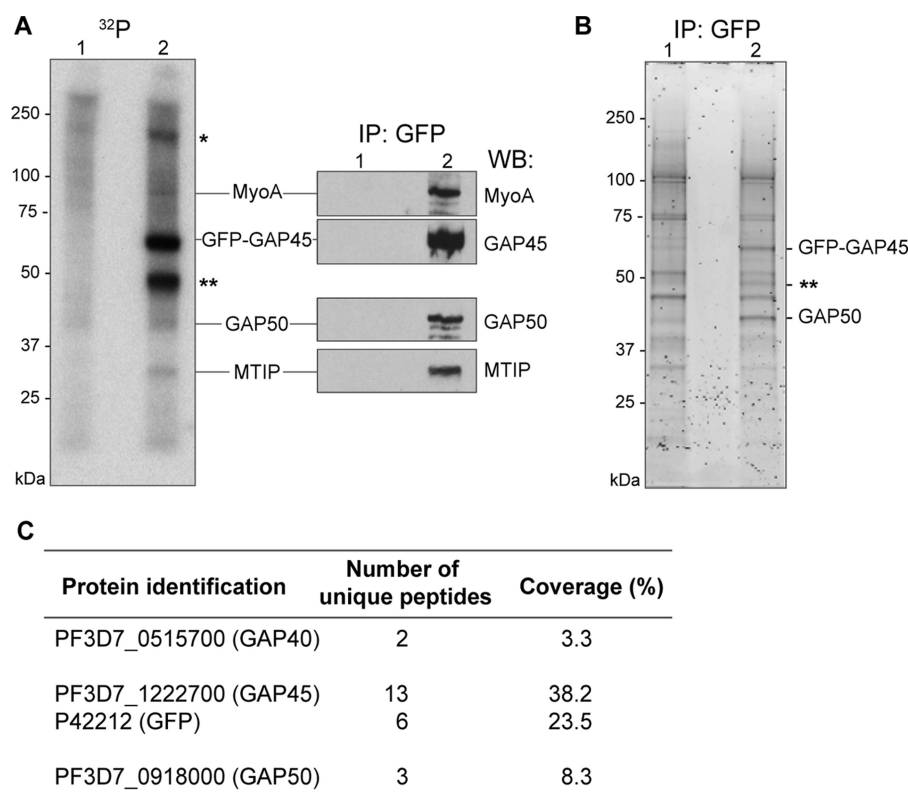 A
32P
1 2
250
100
75
50
37
25
kDa
*
**
MyoA
GFP-GAP45
GAP50
MTIP
IP: GFP
1 2
WB:
MyoA
GAP45
GAP50
MTIP
B
IP: GFP
1 2
250
100
75
50
37
25
kDa
GFP-GAP45
**
GAP50
C
Protein identification Number of unique peptides Coverage (%)
PF3D7_0515700 (GAP40) 2 3.3
PF3D7_1222700 (GAP45) 13 38.2
P42212 (GFP) 6 23.5
PF3D7_0918000 (GAP50) 3 8.3